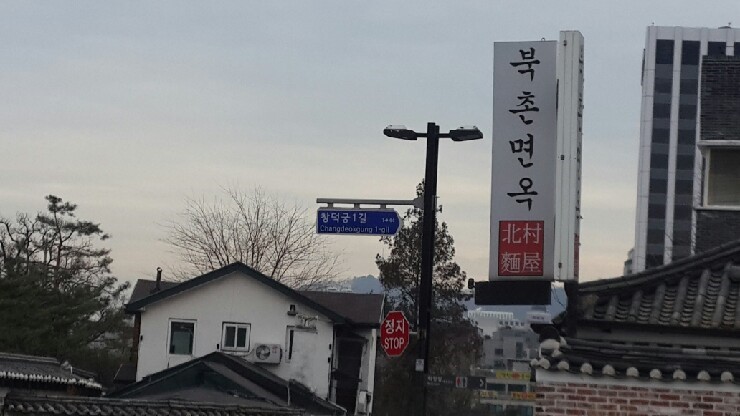 북촌면옥
北村
麵屋
창덕궁1길
Changdeokgung 1-gil
정지
STOP